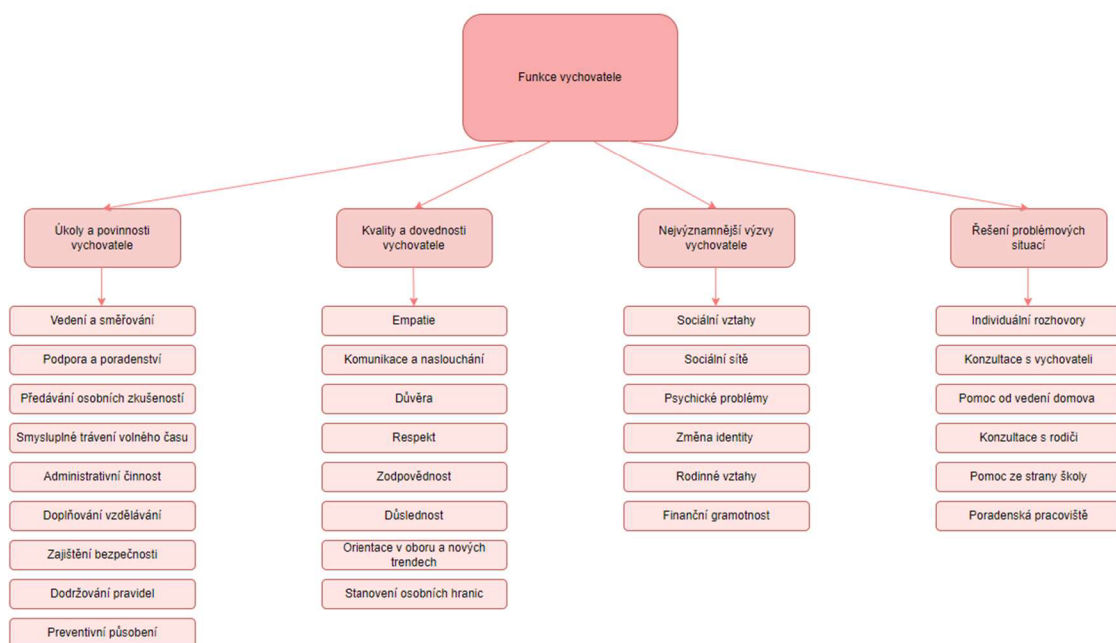 Funkce vychovatele
Úkoly a povinnosti
vychovatele
Vedení a směřování
Podpora a poradenství
Předávání osobních zkušeností
Smysluplné trávení volného času
Administrativní činnost
Doplňování vzdělávání
Zajištění bezpečnosti
Dodržování pravidel
Preventivní působení
Kvality a dovednosti
vychovatele
Empatie
Komunikace a naslouchání
Důvěra
Respekt
Zodpovědnost
Důslednost
Orientace v oboru a nových
trendech
Stanovení osobních hranic
Nejvýznamnější výzvy
vychovatele
Sociální vztahy
Sociální sítě
Psychické problémy
Změna identity
Rodinné vztahy
Finanční gramotnost
Řešení problémových
situací
Individuální rozhovory
Konzultace s vychovateli
Pomoc od vedení domova
Konzultace s rodiči
Pomoc ze strany školy
Poradenská pracoviště